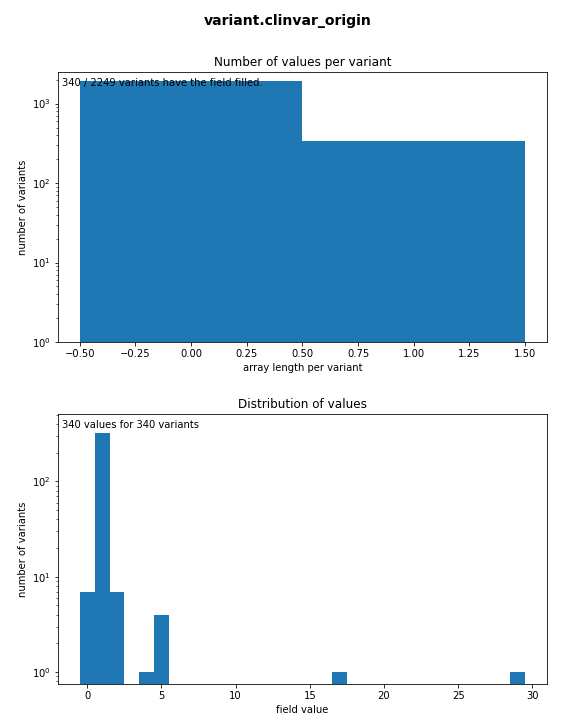 variant.clinvar_origin
Number of values per variant
340 / 2249 variants have the field filled.
10³
10²
10¹
10⁰
number of variants
−0.50 −0.25 0.00 0.25 0.50 0.75 1.00 1.25 1.50
array length per variant
Distribution of values
340 values for 340 variants
10²
10¹
10⁰
number of variants
0 5 10 15 20 25 30
field value